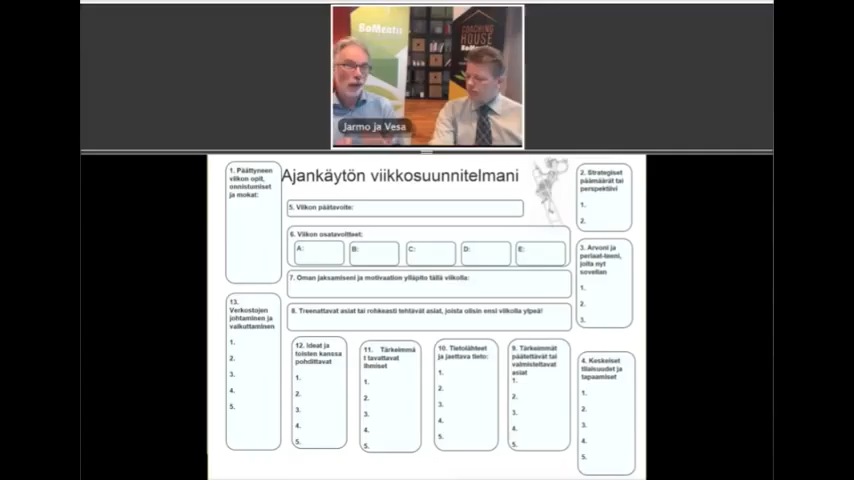 BoMentis
COACHING
HOUSE
BoM
Jarmo ja Vesa
Ajankäytön viikkosuunnitelmani
1. Päättyneen
viikon opit,
onnistumiset
ja mokat:
2. Strategiset
päämäärät tai
perspektiivi
1.
2.
3. Arvoni ja
periaat-teeni,
joita nyt
sovellan
1.
2.
3.
4. Keskeiset
tilaisuudet ja
tapaamiset
1.
2.
3.
4.
5.
5. Viikon päätavoite:
6. Viikon osatavoitteet:
A:
B:
C:
D:
E:
7. Oman jaksamiseni ja motivaation ylläpito tällä viikolla:
8. Treenattavat asiat tai rohkeasti tehtävät asiat, joista olisin ensi viikolla ylpeä!
9. Tärkeimmät
päätettävät tai
valmisteltavat
asiat
1.
2.
3.
4.
5.
10. Tietolähteet
ja jaettava tieto:
1.
2.
3.
4.
5.
11. Tärkeimmä
t tavattavat
ihmiset
1.
2.
3.
4.
5.
12. Ideat ja
toisten kanssa
pohdittavat
1.
2.
3.
4.
5.
13.
Verkostojen
johtaminen ja
vaikuttaminen
1.
2.
3.
4.
5.